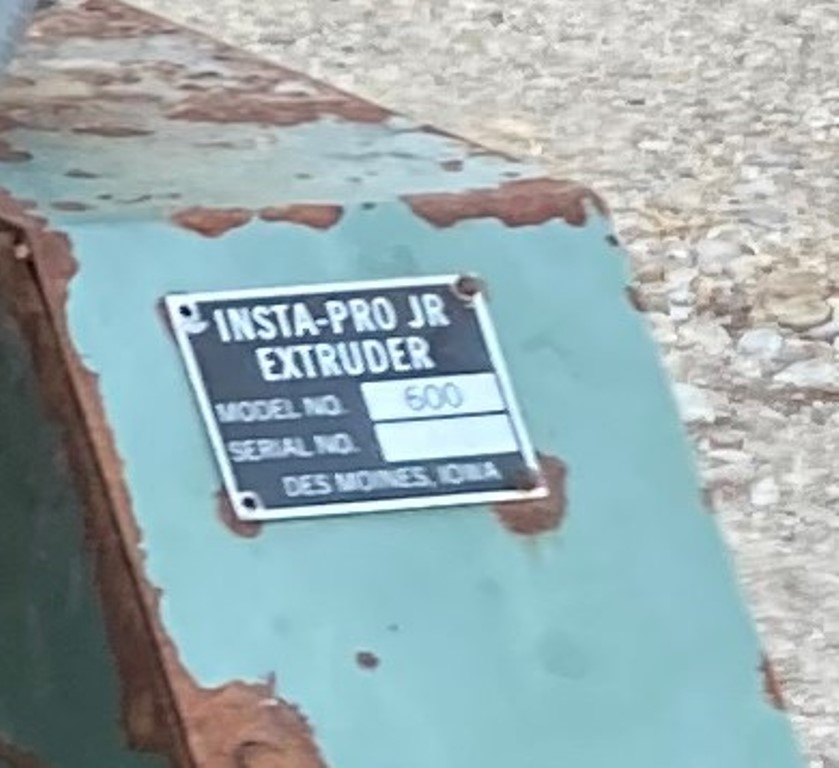 INSTA-PRO JR
EXTRUDER
MODEL NO. 600
SERIAL NO.
DES MOINES, IOWA